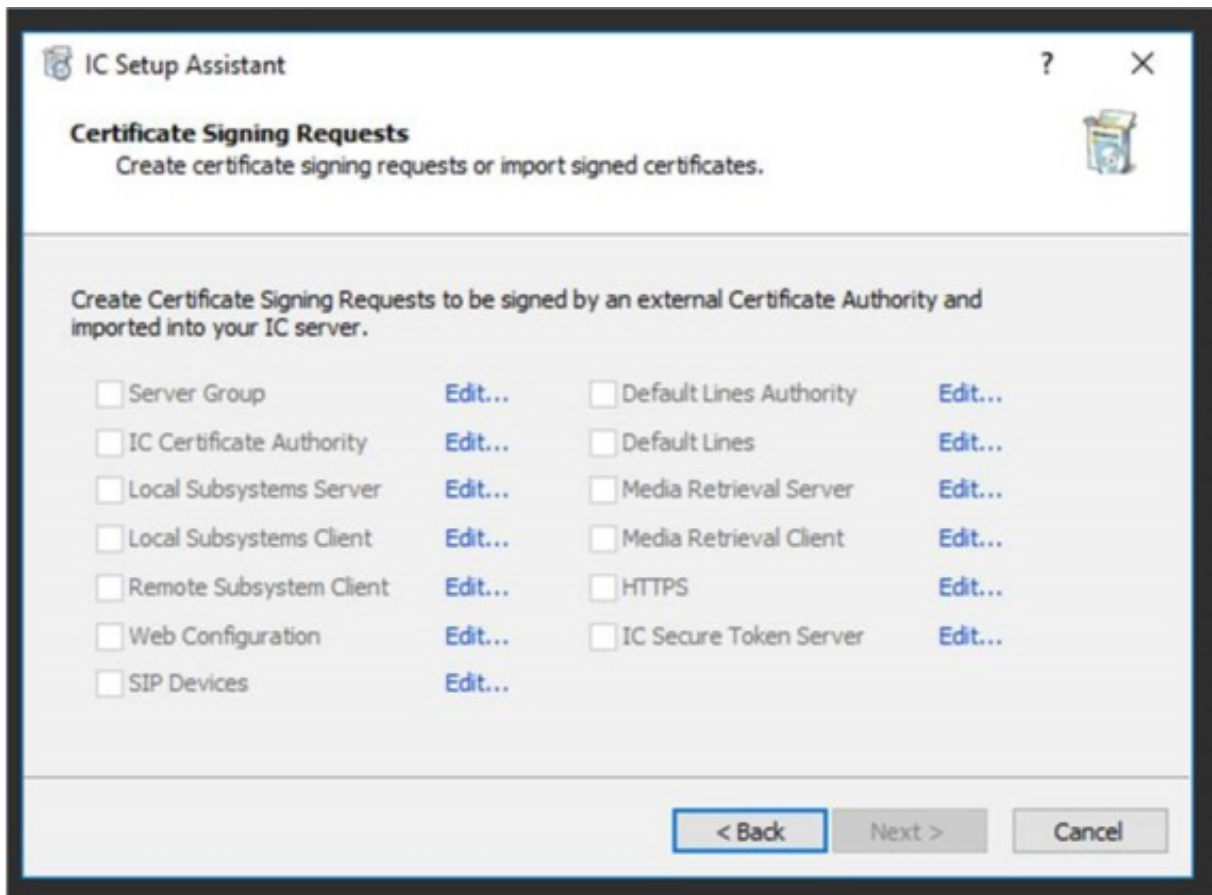 IC Setup Assistant ?
Certificate Signing Requests
Create certificate signing requests or import signed certificates.
Create Certificate Signing Requests to be signed by an external Certificate Authority and
imported into your IC server.
Server Group Edit... Default Lines Authority Edit...
IC Certificate Authority Edit... Default Lines Edit...
Local Subsystems Server Edit... Media Retrieval Server Edit...
Local Subsystems Client Edit... Media Retrieval Client Edit...
Remote Subsystem Client Edit... HTTPS Edit...
Web Configuration Edit... IC Secure Token Server Edit...
SIP Devices Edit...
< Back Next > Cancel